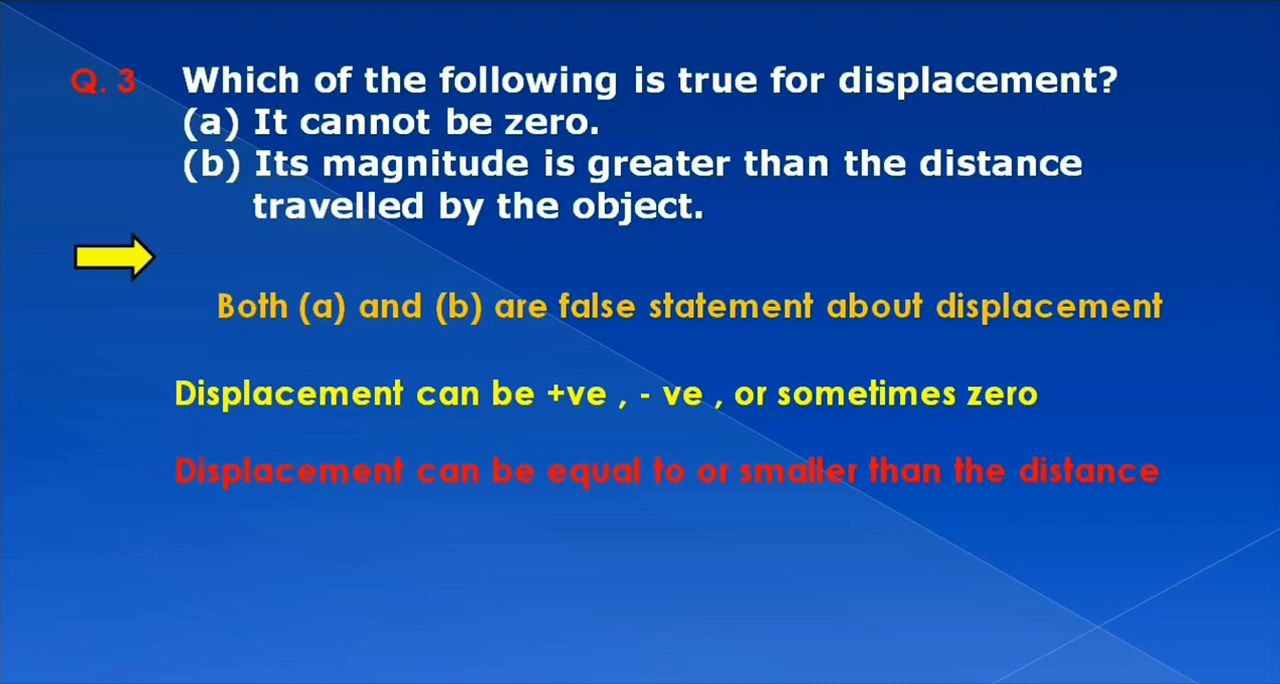 Q. 3 Which of the following is true for displacement?
(a) It cannot be zero.
(b) Its magnitude is greater than the distance
travelled by the object.
Both (a) and (b) are false statement about displacement
Displacement can be +ve , - ve , or sometimes zero
Displacement can be equal to or smaller than the distance